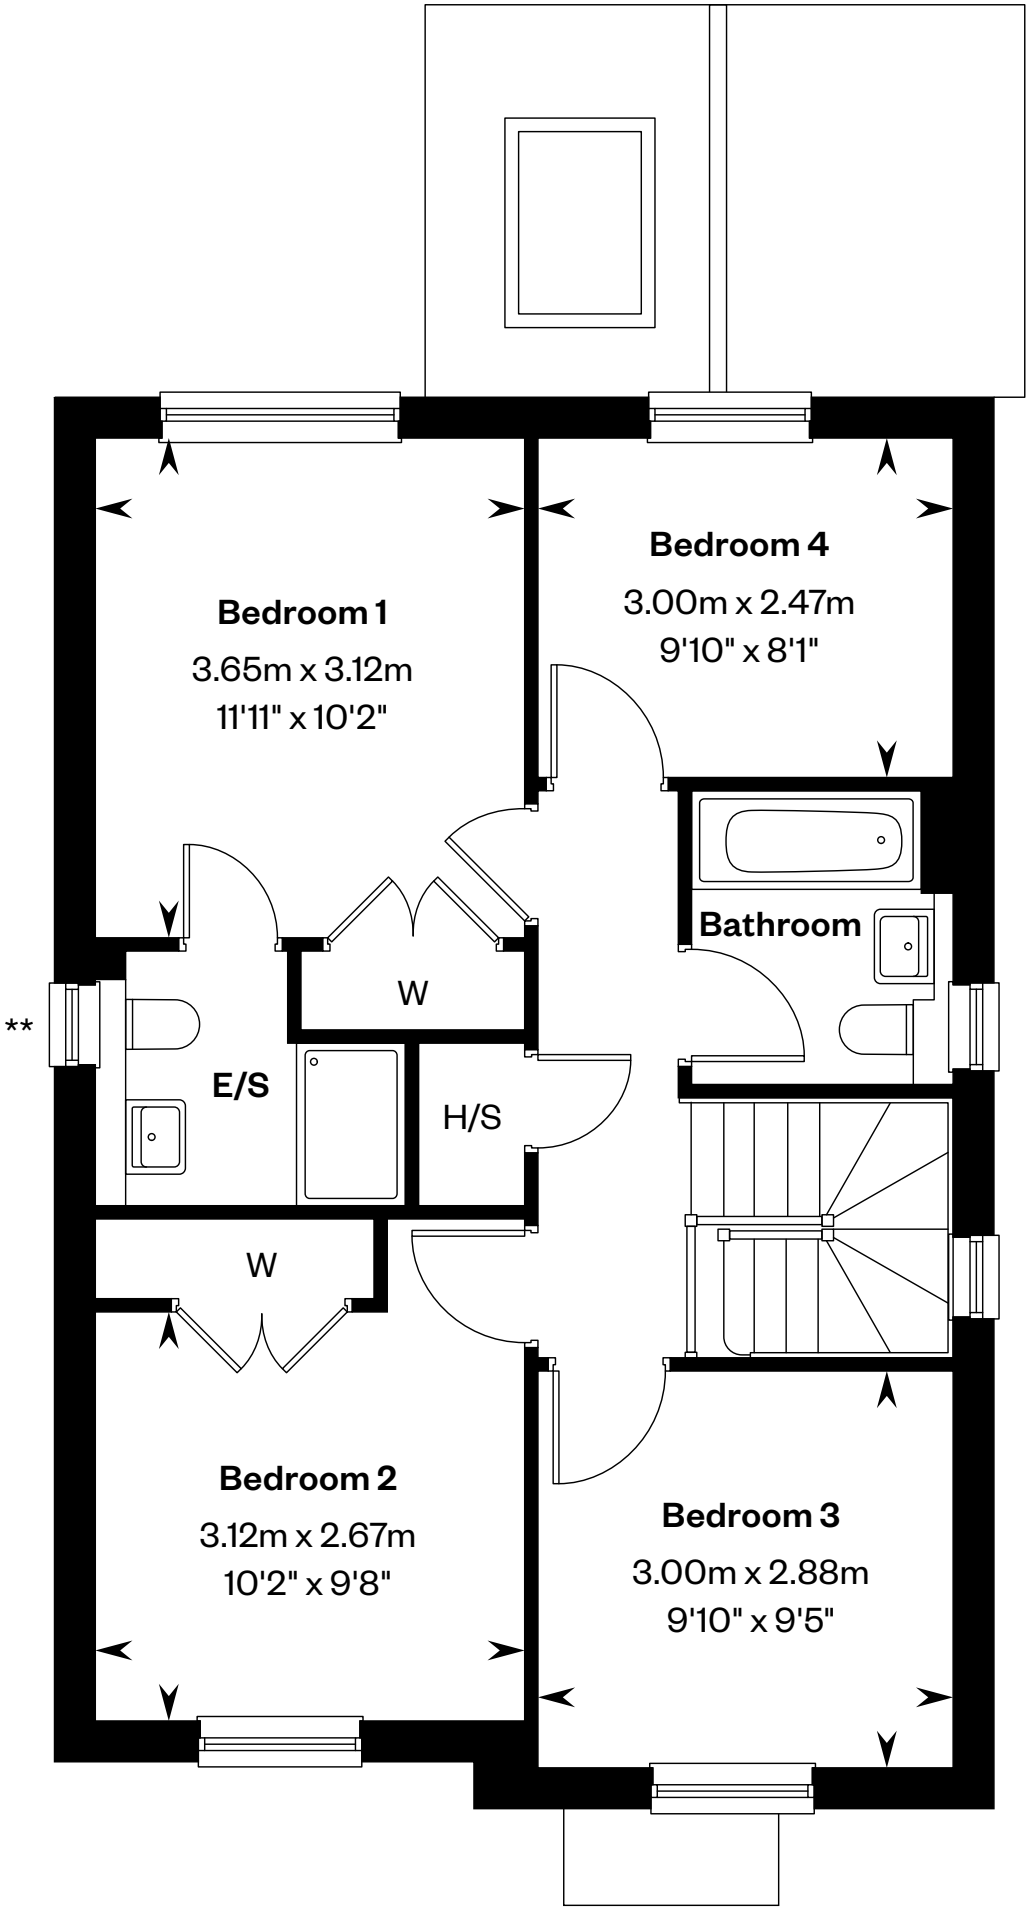 Bedroom 4
3.00m x 2.47m
9'10" x 8'1"
Bedroom 1
3.65m x 3.12m
11'11" x 10'2"
Bathroom
W
**
E/S
H/S
W
Bedroom 2
3.12m x 2.67m
10'2" x 9'8"
Bedroom 3
3.00m x 2.88m
9'10" x 9'5"